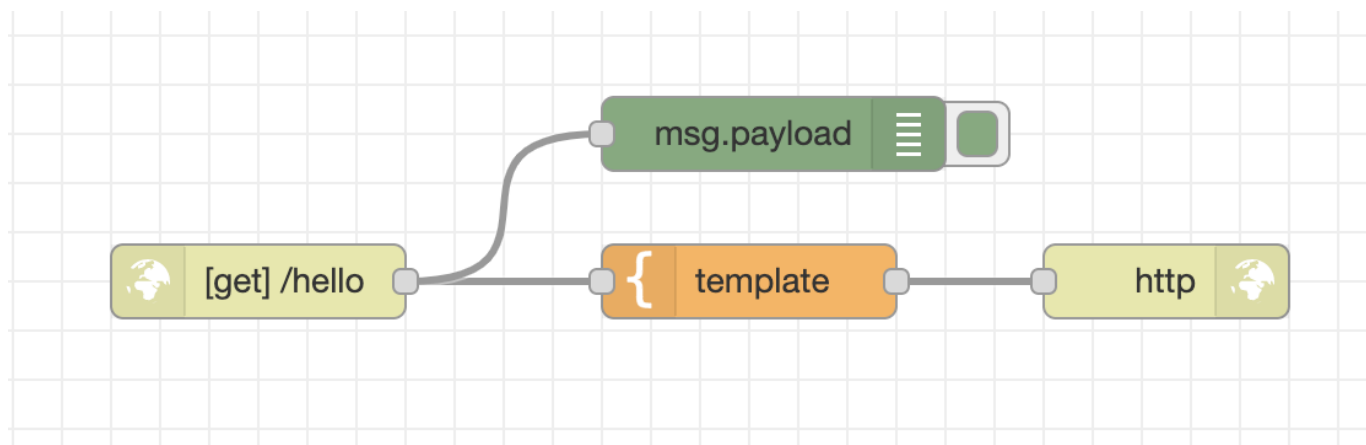 msg.payload
[get] /hello
{ template
http